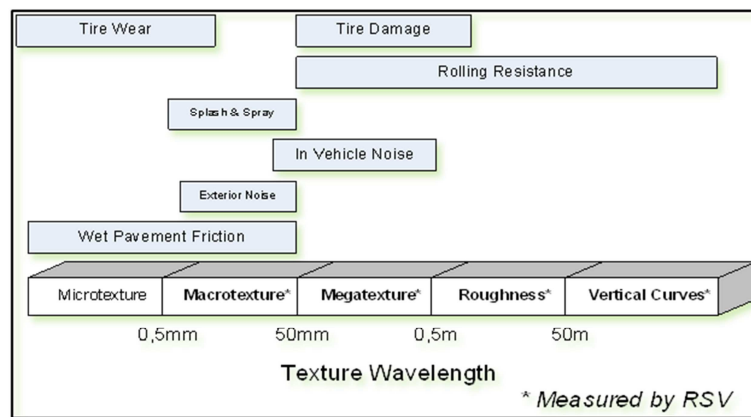 Tire Wear
Tire Damage
Rolling Resistance
Splash & Spray
In Vehicle Noise
Exterior Noise
Wet Pavement Friction
Microtexture
Macrotexture*
Megatexture*
Roughness*
Vertical Curves*
0,5mm
50mm
0,5m
50m
Texture Wavelength
* Measured by RSV